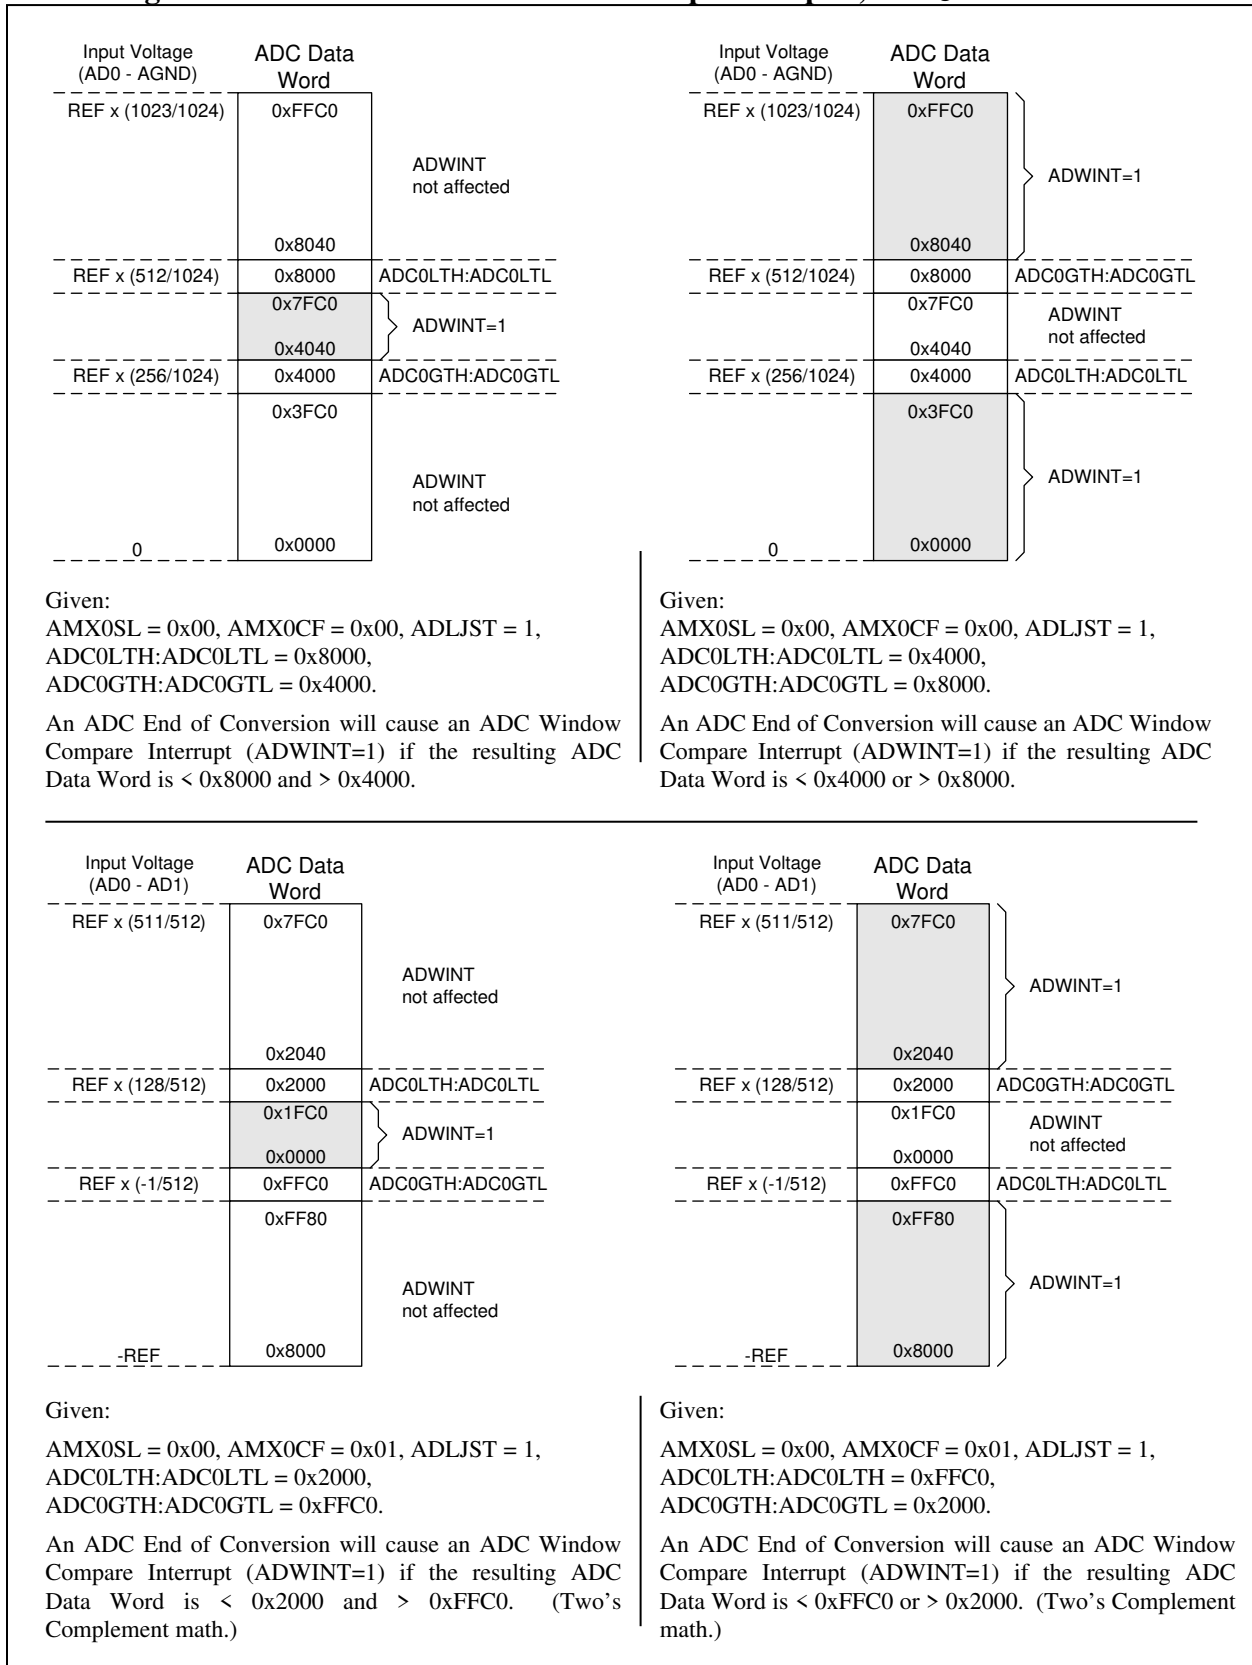 Input Voltage
(AD0 - AGND)
ADC Data
Word
REF x (1023/1024)
0xFFC0
ADWINT
not affected
0x8040
REF x (512/1024)
0x8000
ADC0LTH:ADC0LTL
0x7FC0
ADWINT=1
0x4040
REF x (256/1024)
0x4000
ADC0GTH:ADC0GTL
0x3FC0
ADWINT
not affected
0
0x0000
Given:
AMX0SL = 0x00, AMX0CF = 0x00, ADLJST = 1,
ADC0LTH:ADC0LTL = 0x8000,
ADC0GTH:ADC0GTL = 0x4000.
An ADC End of Conversion will cause an ADC Window
Compare Interrupt (ADWINT=1) if the resulting ADC
Data Word is < 0x8000 and > 0x4000.
Input Voltage
(AD0 - AGND)
ADC Data
Word
REF x (1023/1024)
0xFFC0
ADWINT=1
0x8040
REF x (512/1024)
0x8000
ADC0GTH:ADC0GTL
0x7FC0
ADWINT
not affected
0x4040
REF x (256/1024)
0x4000
ADC0LTH:ADC0LTL
0x3FC0
ADWINT=1
0
0x0000
Given:
AMX0SL = 0x00, AMX0CF = 0x00, ADLJST = 1,
ADC0LTH:ADC0LTL = 0x4000,
ADC0GTH:ADC0GTL = 0x8000.
An ADC End of Conversion will cause an ADC Window
Compare Interrupt (ADWINT=1) if the resulting ADC
Data Word is < 0x4000 or > 0x8000.
Input Voltage
(AD0 - AD1)
ADC Data
Word
REF x (511/512)
0x7FC0
ADWINT
not affected
0x2040
REF x (128/512)
0x2000
ADC0LTH:ADC0LTL
0x1FC0
ADWINT=1
0x0000
REF x (-1/512)
0xFFC0
ADC0GTH:ADC0GTL
0xFF80
ADWINT
not affected
-REF
0x8000
Given:
AMX0SL = 0x00, AMX0CF = 0x01, ADLJST = 1,
ADC0LTH:ADC0LTL = 0x2000,
ADC0GTH:ADC0GTL = 0xFFC0.
An ADC End of Conversion will cause an ADC Window
Compare Interrupt (ADWINT=1) if the resulting ADC
Data Word is < 0x2000 and > 0xFFC0. (Two's
Complement math.)
Input Voltage
(AD0 - AD1)
ADC Data
Word
REF x (511/512)
0x7FC0
ADWINT=1
0x2040
REF x (128/512)
0x2000
ADC0GTH:ADC0GTL
0x1FC0
ADWINT
not affected
0x0000
REF x (-1/512)
0xFFC0
ADC0LTH:ADC0LTL
0xFF80
ADWINT=1
-REF
0x8000
Given:
AMX0SL = 0x00, AMX0CF = 0x01, ADLJST = 1,
ADC0LTH:ADC0LTH = 0xFFC0,
ADC0GTH:ADC0GTL = 0x2000.
An ADC End of Conversion will cause an ADC Window
Compare Interrupt (ADWINT=1) if the resulting ADC
Data Word is < 0xFFC0 or > 0x2000. (Two's Complement
math.)